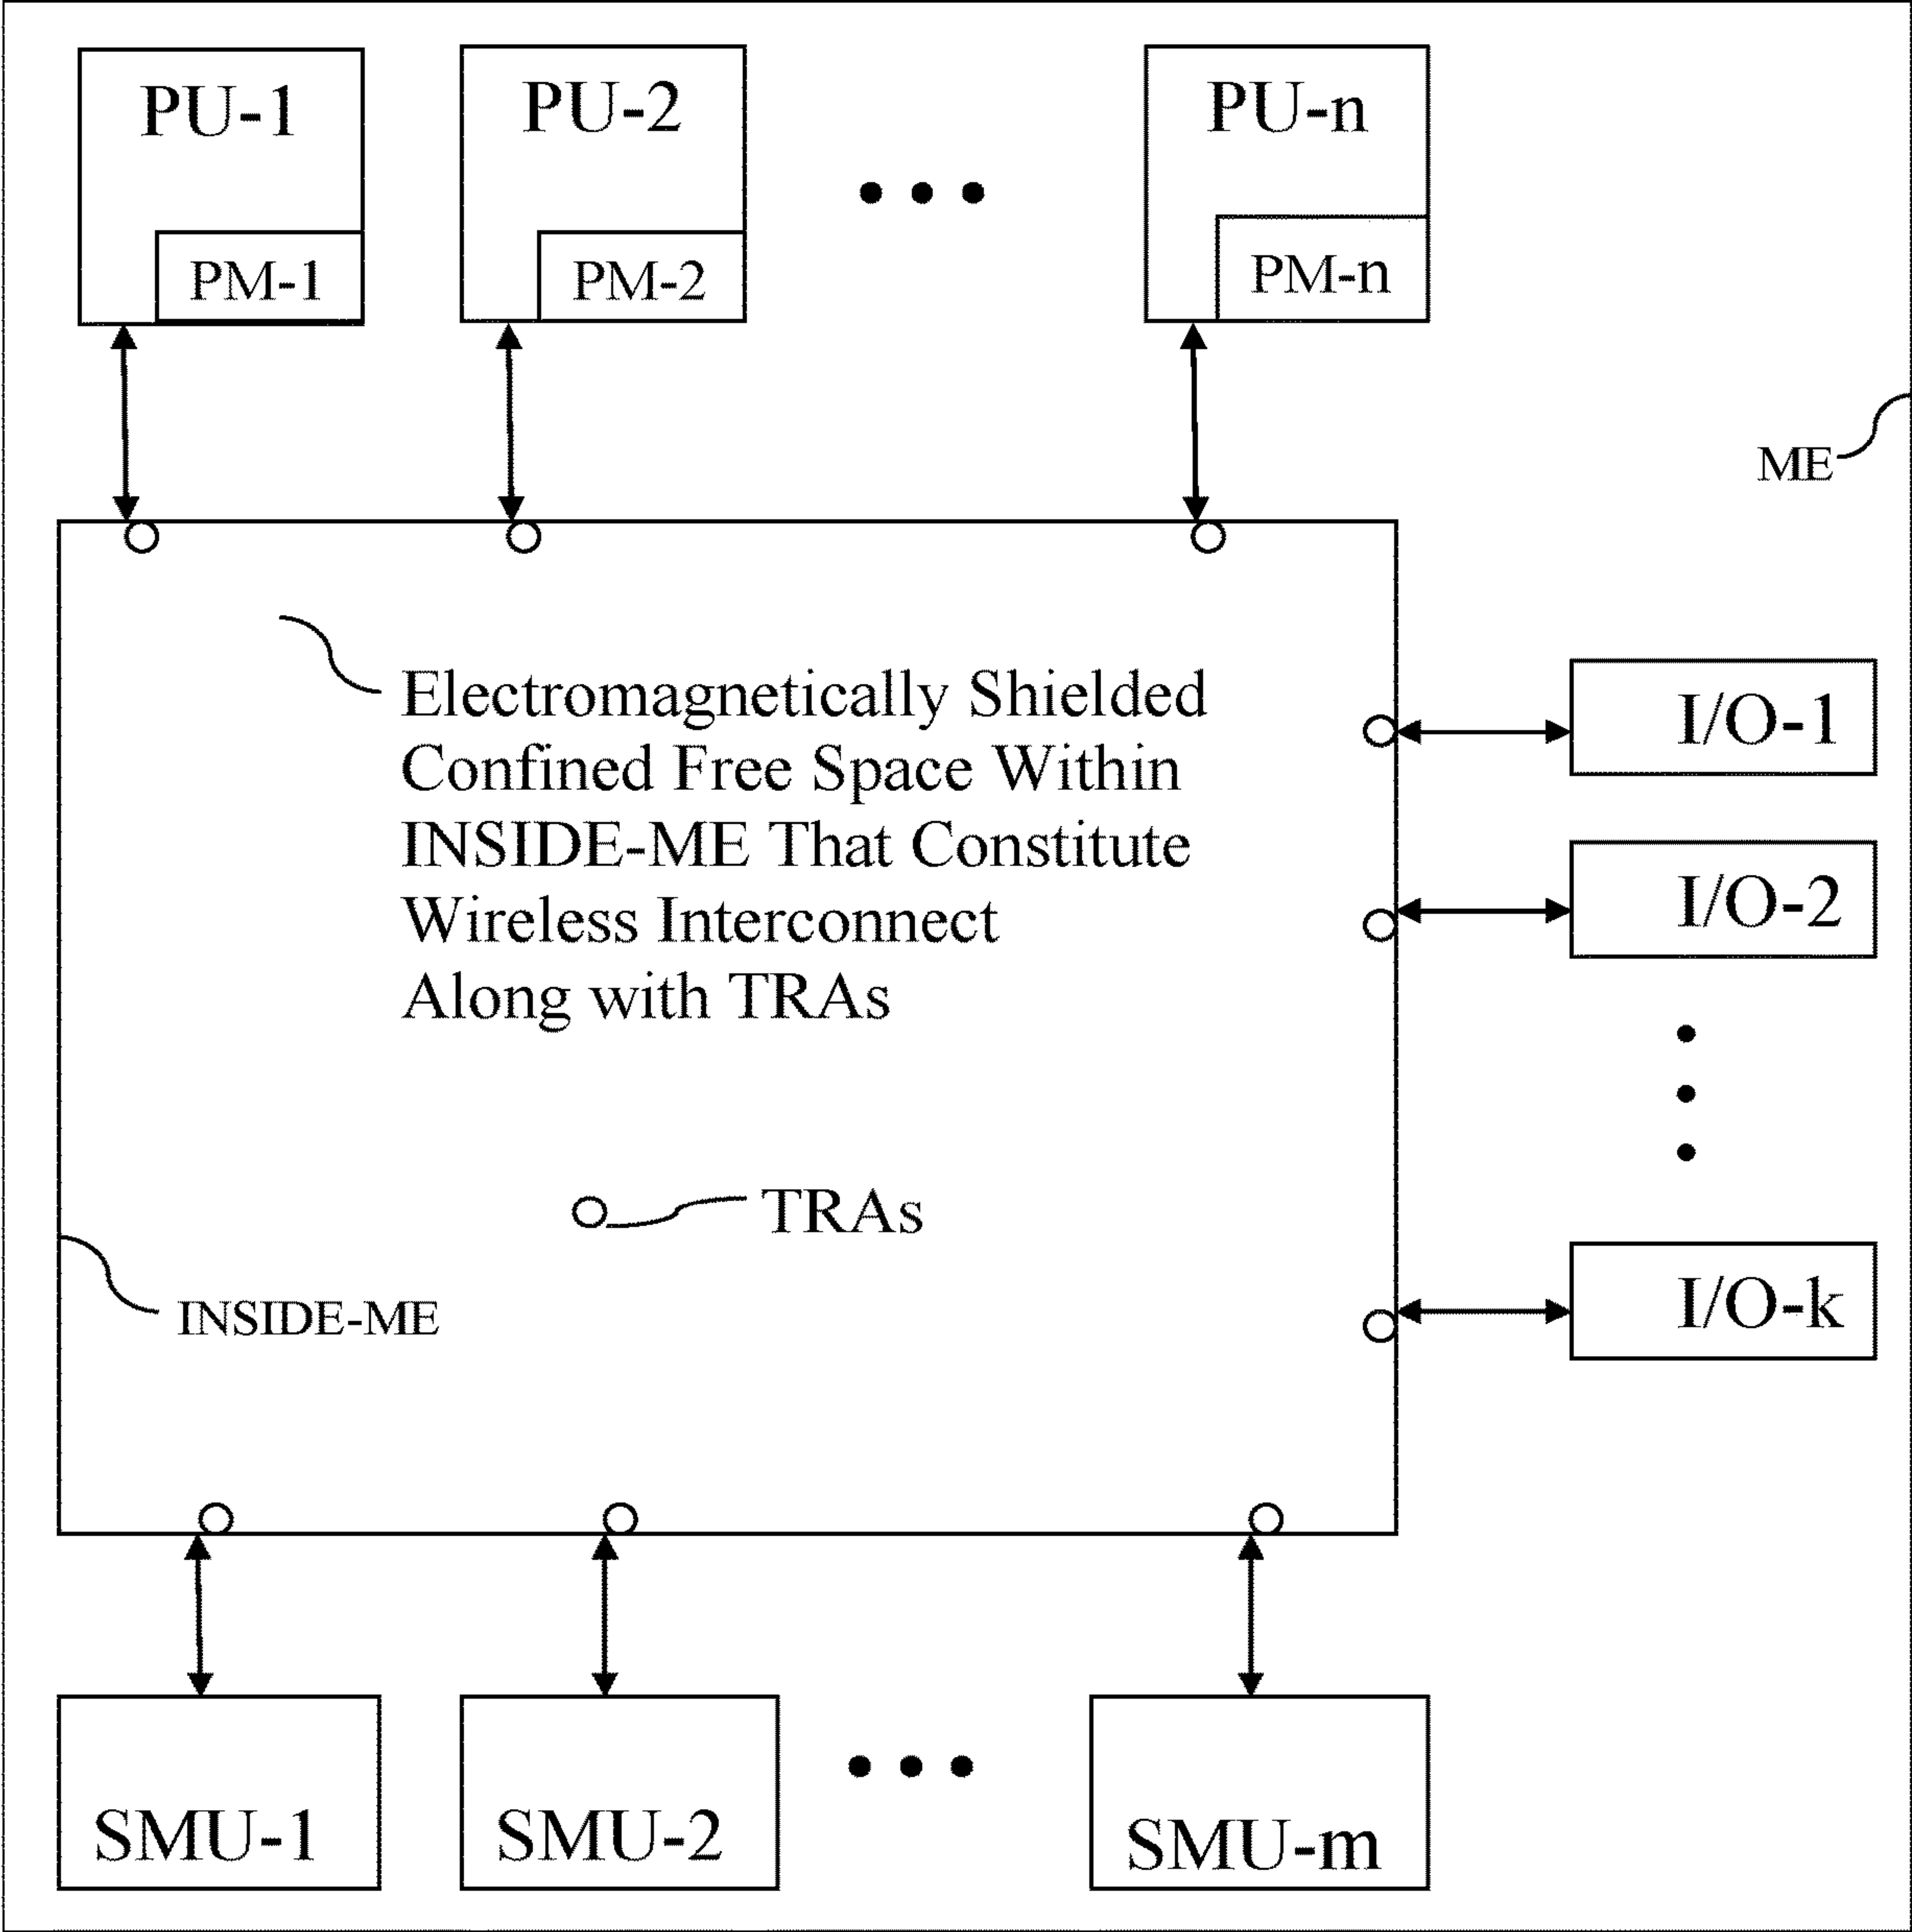 PU-1
PU-2
PU-n
PM-1
PM-2
PM-n
ME
Electromagnetically Shielded
Confined Free Space Within
INSIDE-ME That Constitute
Wireless Interconnect
Along with TRAs
I/O-1
I/O-2
TRAs
INSIDE-ME
I/O-k
SMU-1
SMU-2
SMU-m